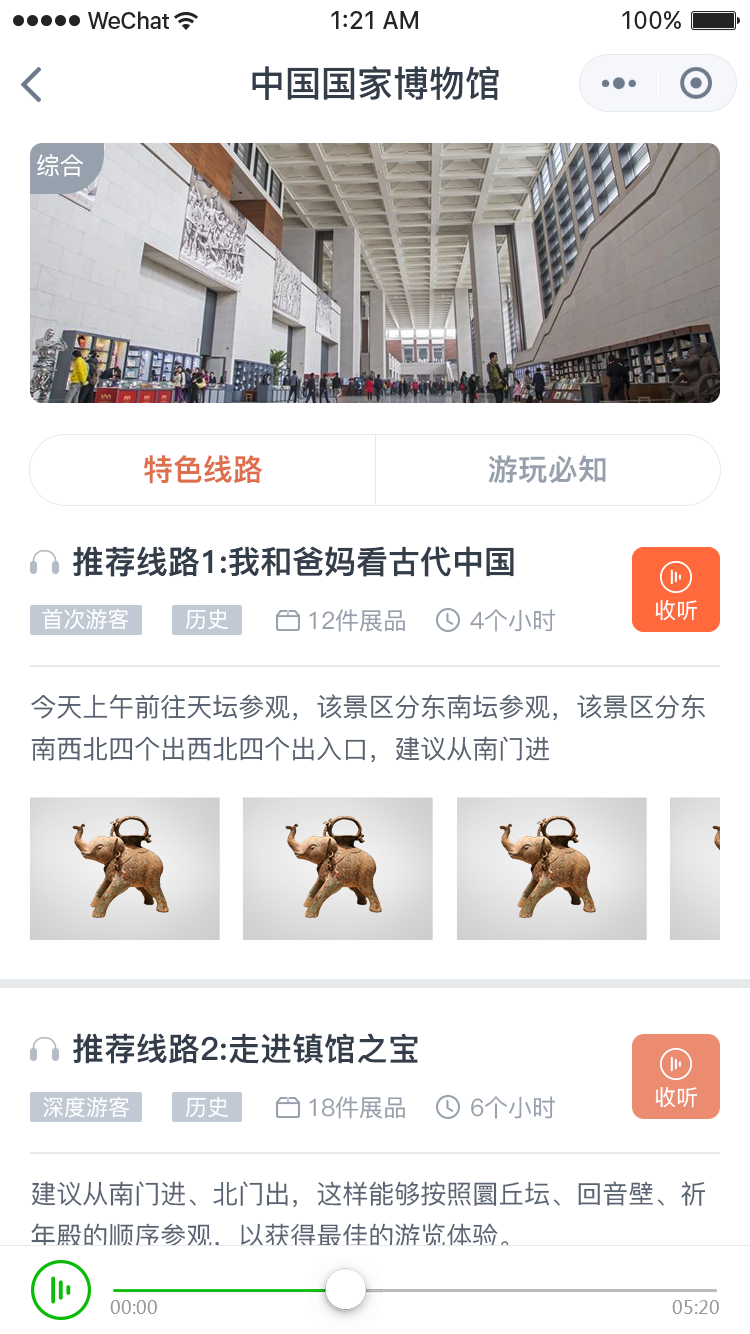 WeChat 1:21 AM 100%
中国国家博物馆
综合
特色线路 游玩必知
推荐线路1:我和爸妈看古代中国
收听
首次游客 历史 12件展品 4个小时
今天上午前往天坛参观，该景区分东南坛参观，该景区分东
南西北四个出西北四个出入口，建议从南门进
推荐线路2:走进镇馆之宝
收听
深度游客 历史 18件展品 6个小时
建议从南门进、北门出，这样能够按照圜丘坛、回音壁、祈
年殿的顺序参观，以获得最佳的游览体验。
00:00 05:20